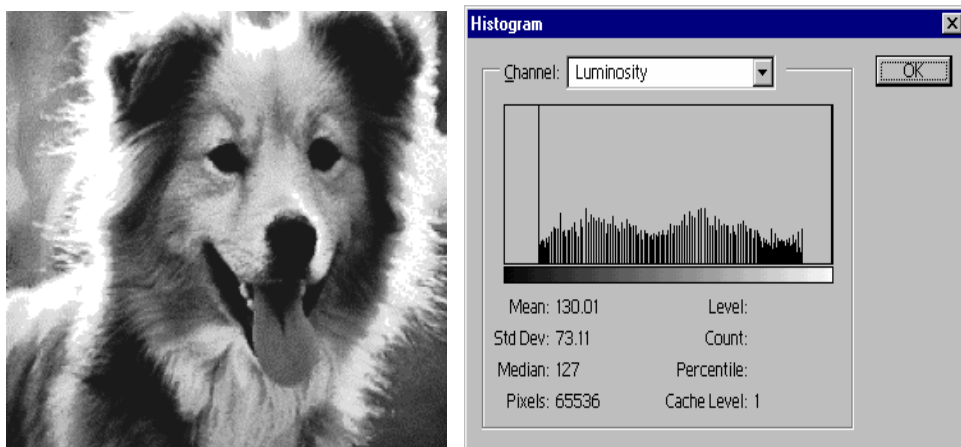 Histogram
Channel: Luminosity OK
Mean: 130.01 Level:
Std Dev: 73.11 Count:
Median: 127 Percentile:
Pixels: 65536 Cache Level: 1